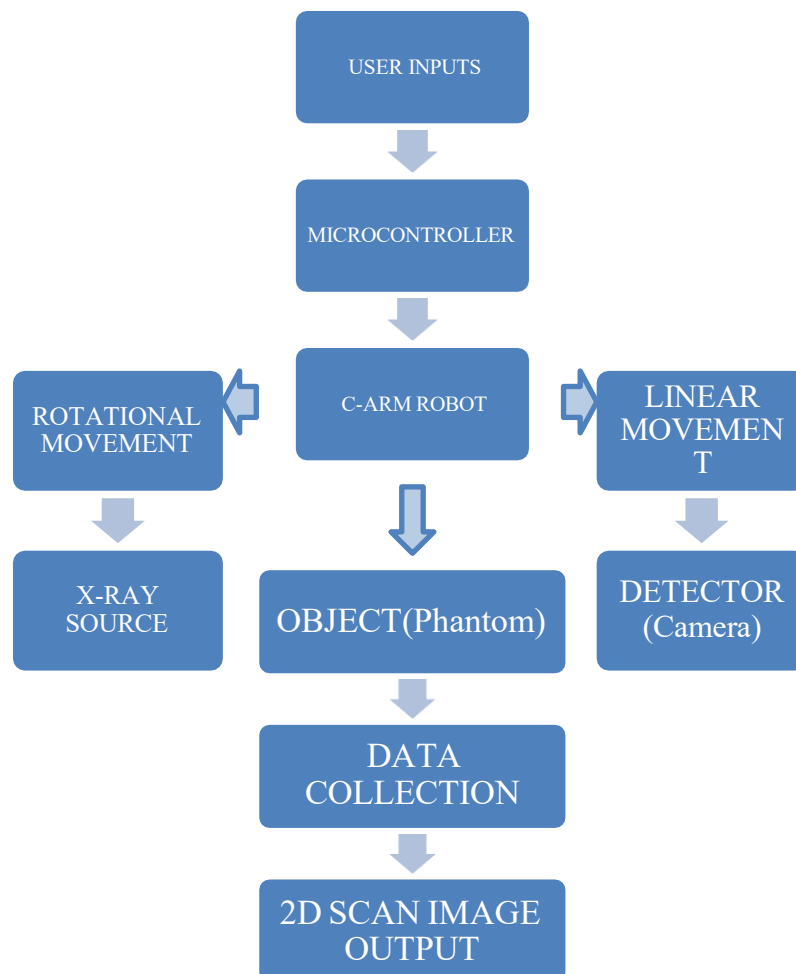 USER INPUTS
MICROCONTROLLER
C-ARM ROBOT
ROTATIONAL
MOVEMENT
LINEAR
MOVEMEN
T
X-RAY
SOURCE
OBJECT(Phantom)
DETECTOR
(Camera)
DATA
COLLECTION
2D SCAN IMAGE
OUTPUT